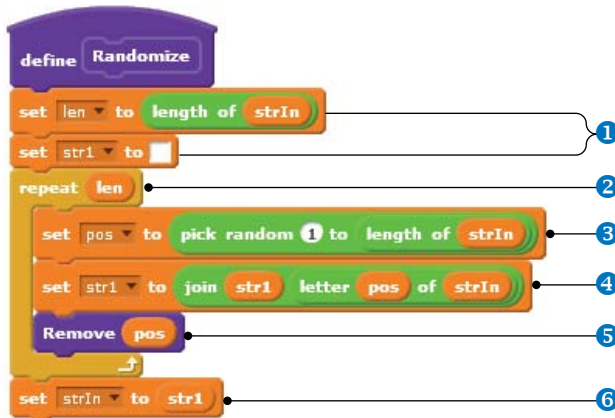 define Randomize
set len to length of strIn
1
set str1 to
repeat len
2
set pos to pick random 1 to length of strIn
3
set str1 to join str1 letter pos of strIn
4
Remove pos
5
set strIn to str1
6